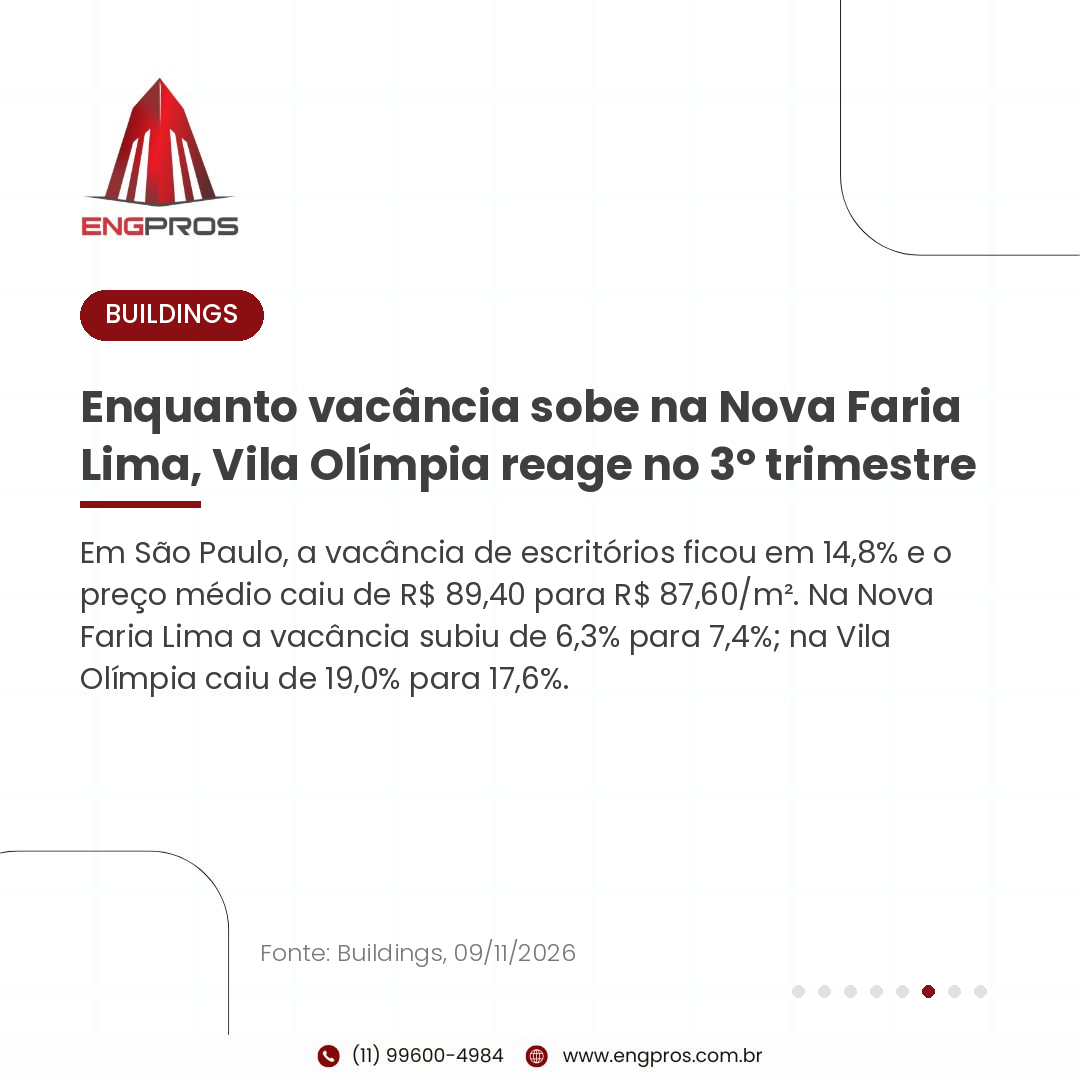 ENGPROS
BUILDINGS
Enquanto vacância sobe na Nova Faria
Lima, Vila Olímpia reage no 3º trimestre
Em São Paulo, a vacância de escritórios ficou em 14,8% e o
preço médio caiu de R$ 89,40 para R$ 87,60/m². Na Nova
Faria Lima a vacância subiu de 6,3% para 7,4%; na Vila
Olímpia caiu de 19,0% para 17,6%.
Fonte: Buildings, 09/11/2026
(11) 99600-4984 www.engpros.com.br